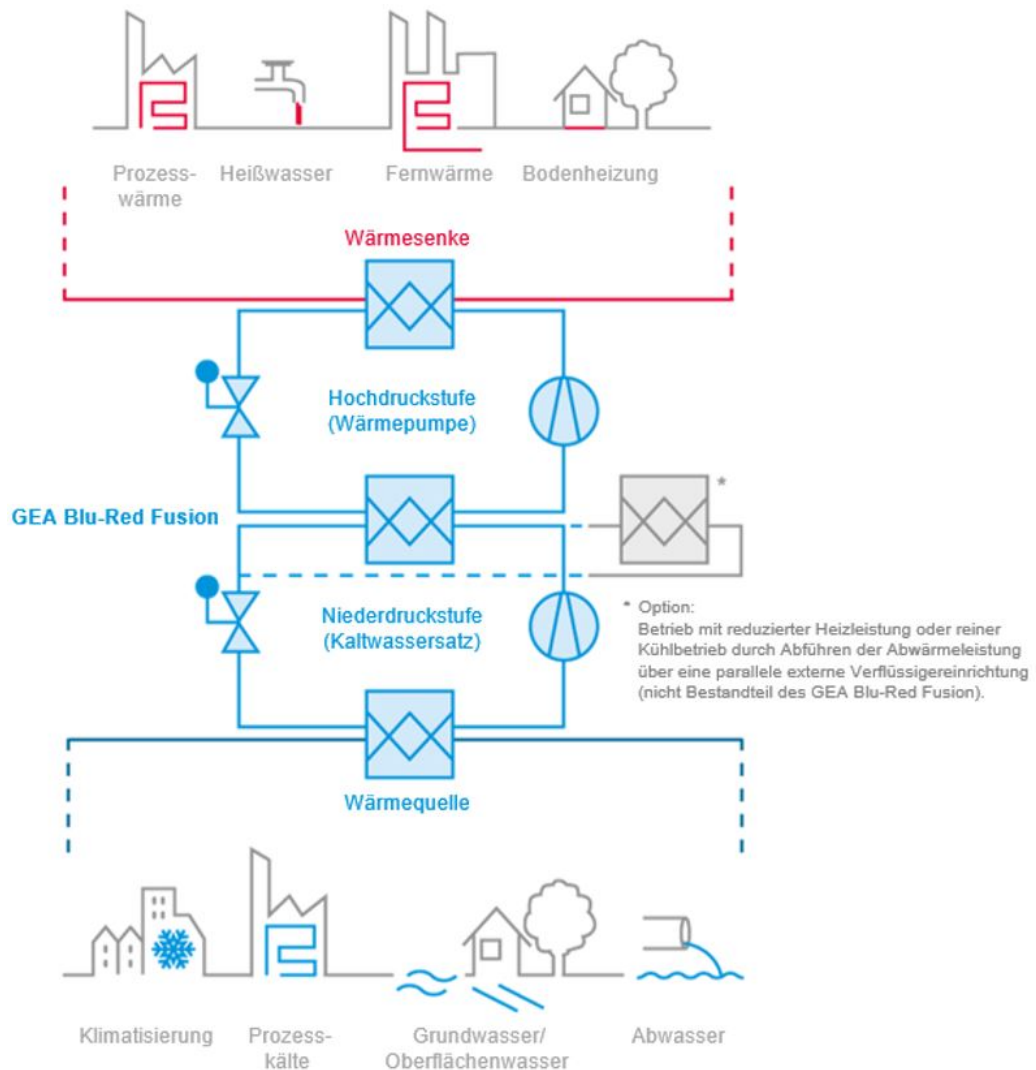 Prozess-
wärme
Heißwasser
Fernwärme
Bodenheizung
Wärmesenke
Hochdruckstufe
(Wärmepumpe)
*
GEA Blu-Red Fusion
Niederdruckstufe
(Kaltwassersatz)
* Option:
Betrieb mit reduzierter Heizleistung oder reiner
Kühlbetrieb durch Abführen der Abwärmeleistung
über eine parallele externe Verflüssigereinrichtung
(nicht Bestandteil des GEA Blu-Red Fusion).
Wärmequelle
Klimatisierung
Prozess-
kälte
Grundwasser/
Oberflächenwasser
Abwasser